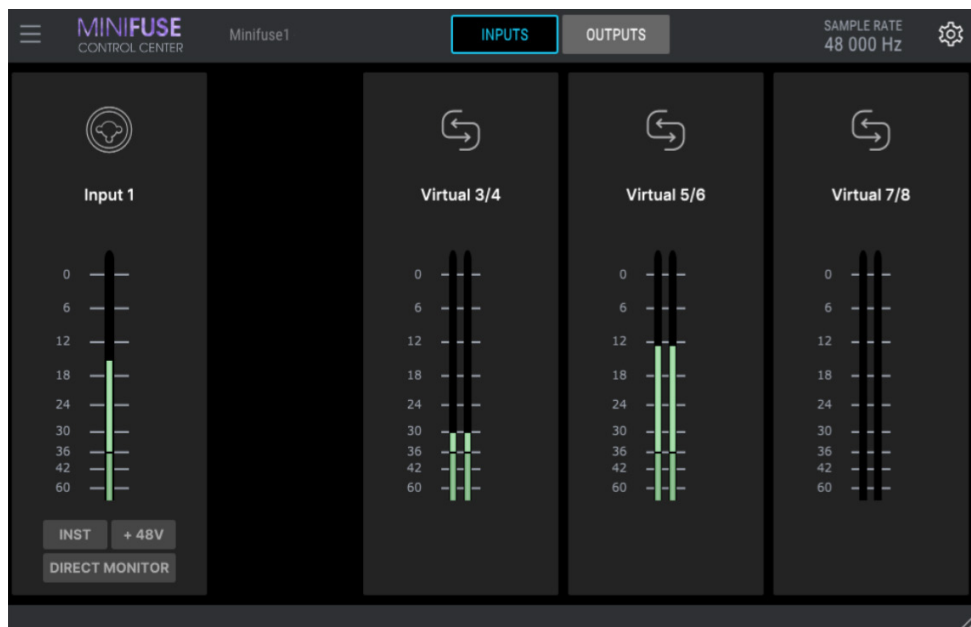 MINIFUSE
CONTROL CENTER
Minifuse1
INPUTS
OUTPUTS
SAMPLE RATE
48 000 Hz
Input 1
0
6
12
18
24
30
36
42
60
INST
+ 48V
DIRECT MONITOR
Virtual 3/4
0
6
12
18
24
30
36
42
60
Virtual 5/6
0
6
12
18
24
30
36
42
60
Virtual 7/8
0
6
12
18
24
30
36
42
60